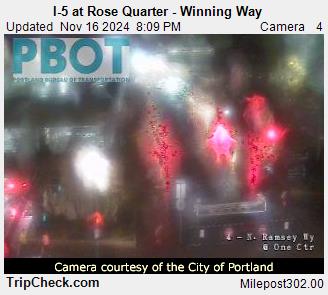 I-5 at Rose Quarter - Winning Way
Updated Nov 16 2024 8:09 PM Camera 4
PBOT
PORTLAND BUREAU OF TRANSPORTATION
4 - N. Ramsey Wy
@ One Ctr
Camera courtesy of the City of Portland
TripCheck.com Milepost302.00